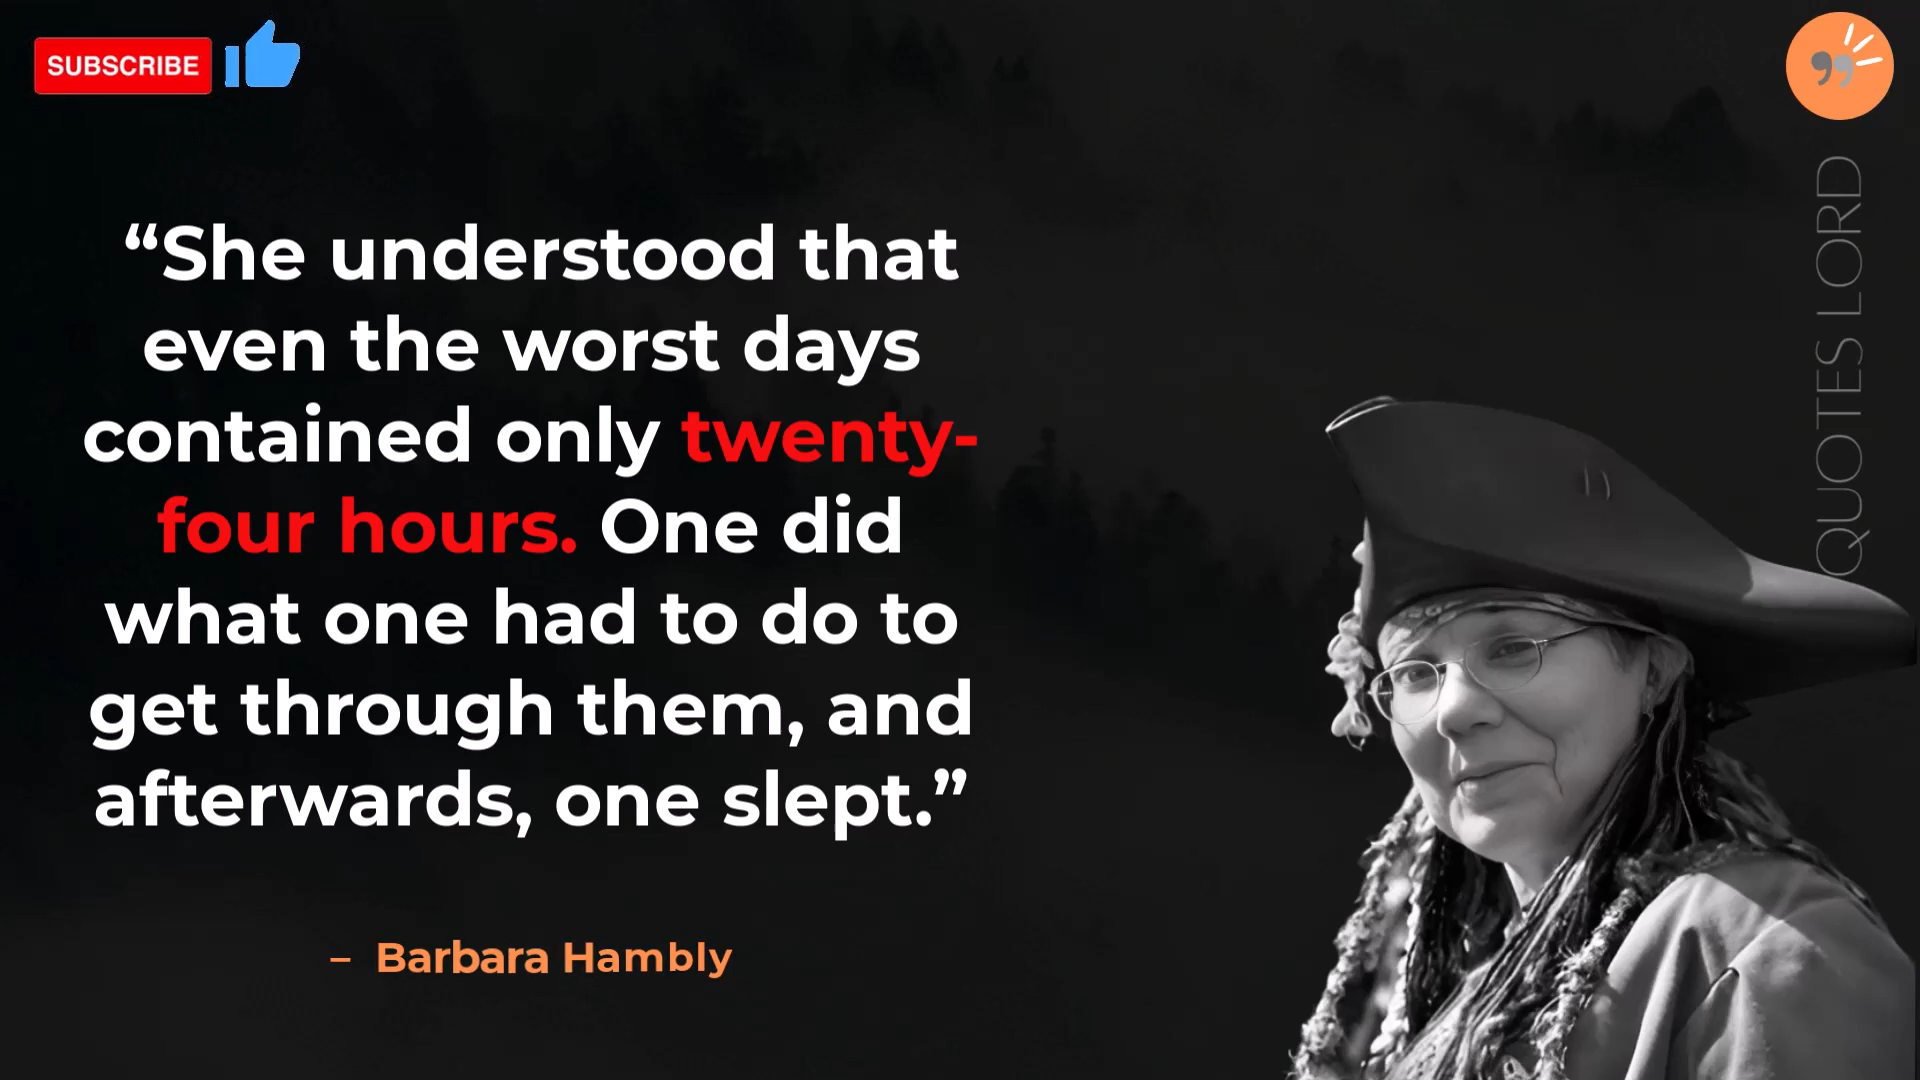 SUBSCRIBE
“She understood that
even the worst days
contained only twenty-
four hours. One did
what one had to do to
get through them, and
afterwards, one slept.”
– Barbara Hambly
QUOTES LORD